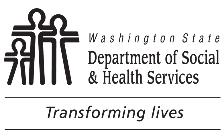 Washington State
Department of Social
& Health Services
Transforming lives